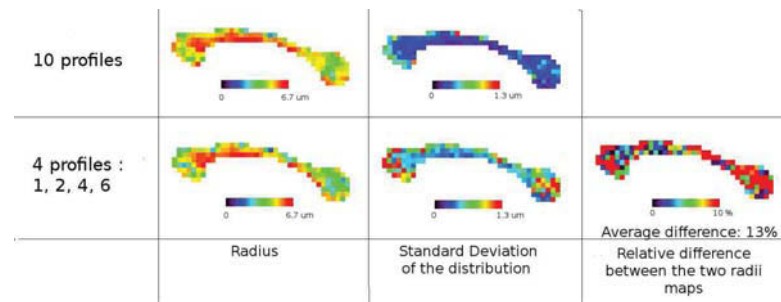 10 profiles
0 6.7 um
0 1.3 um
4 profiles :
1, 2, 4, 6
0 6.7 um
0 1.3 um
0 10 %
Average difference: 13%
Radius
Standard Deviation
of the distribution
Relative difference
between the two radii
maps